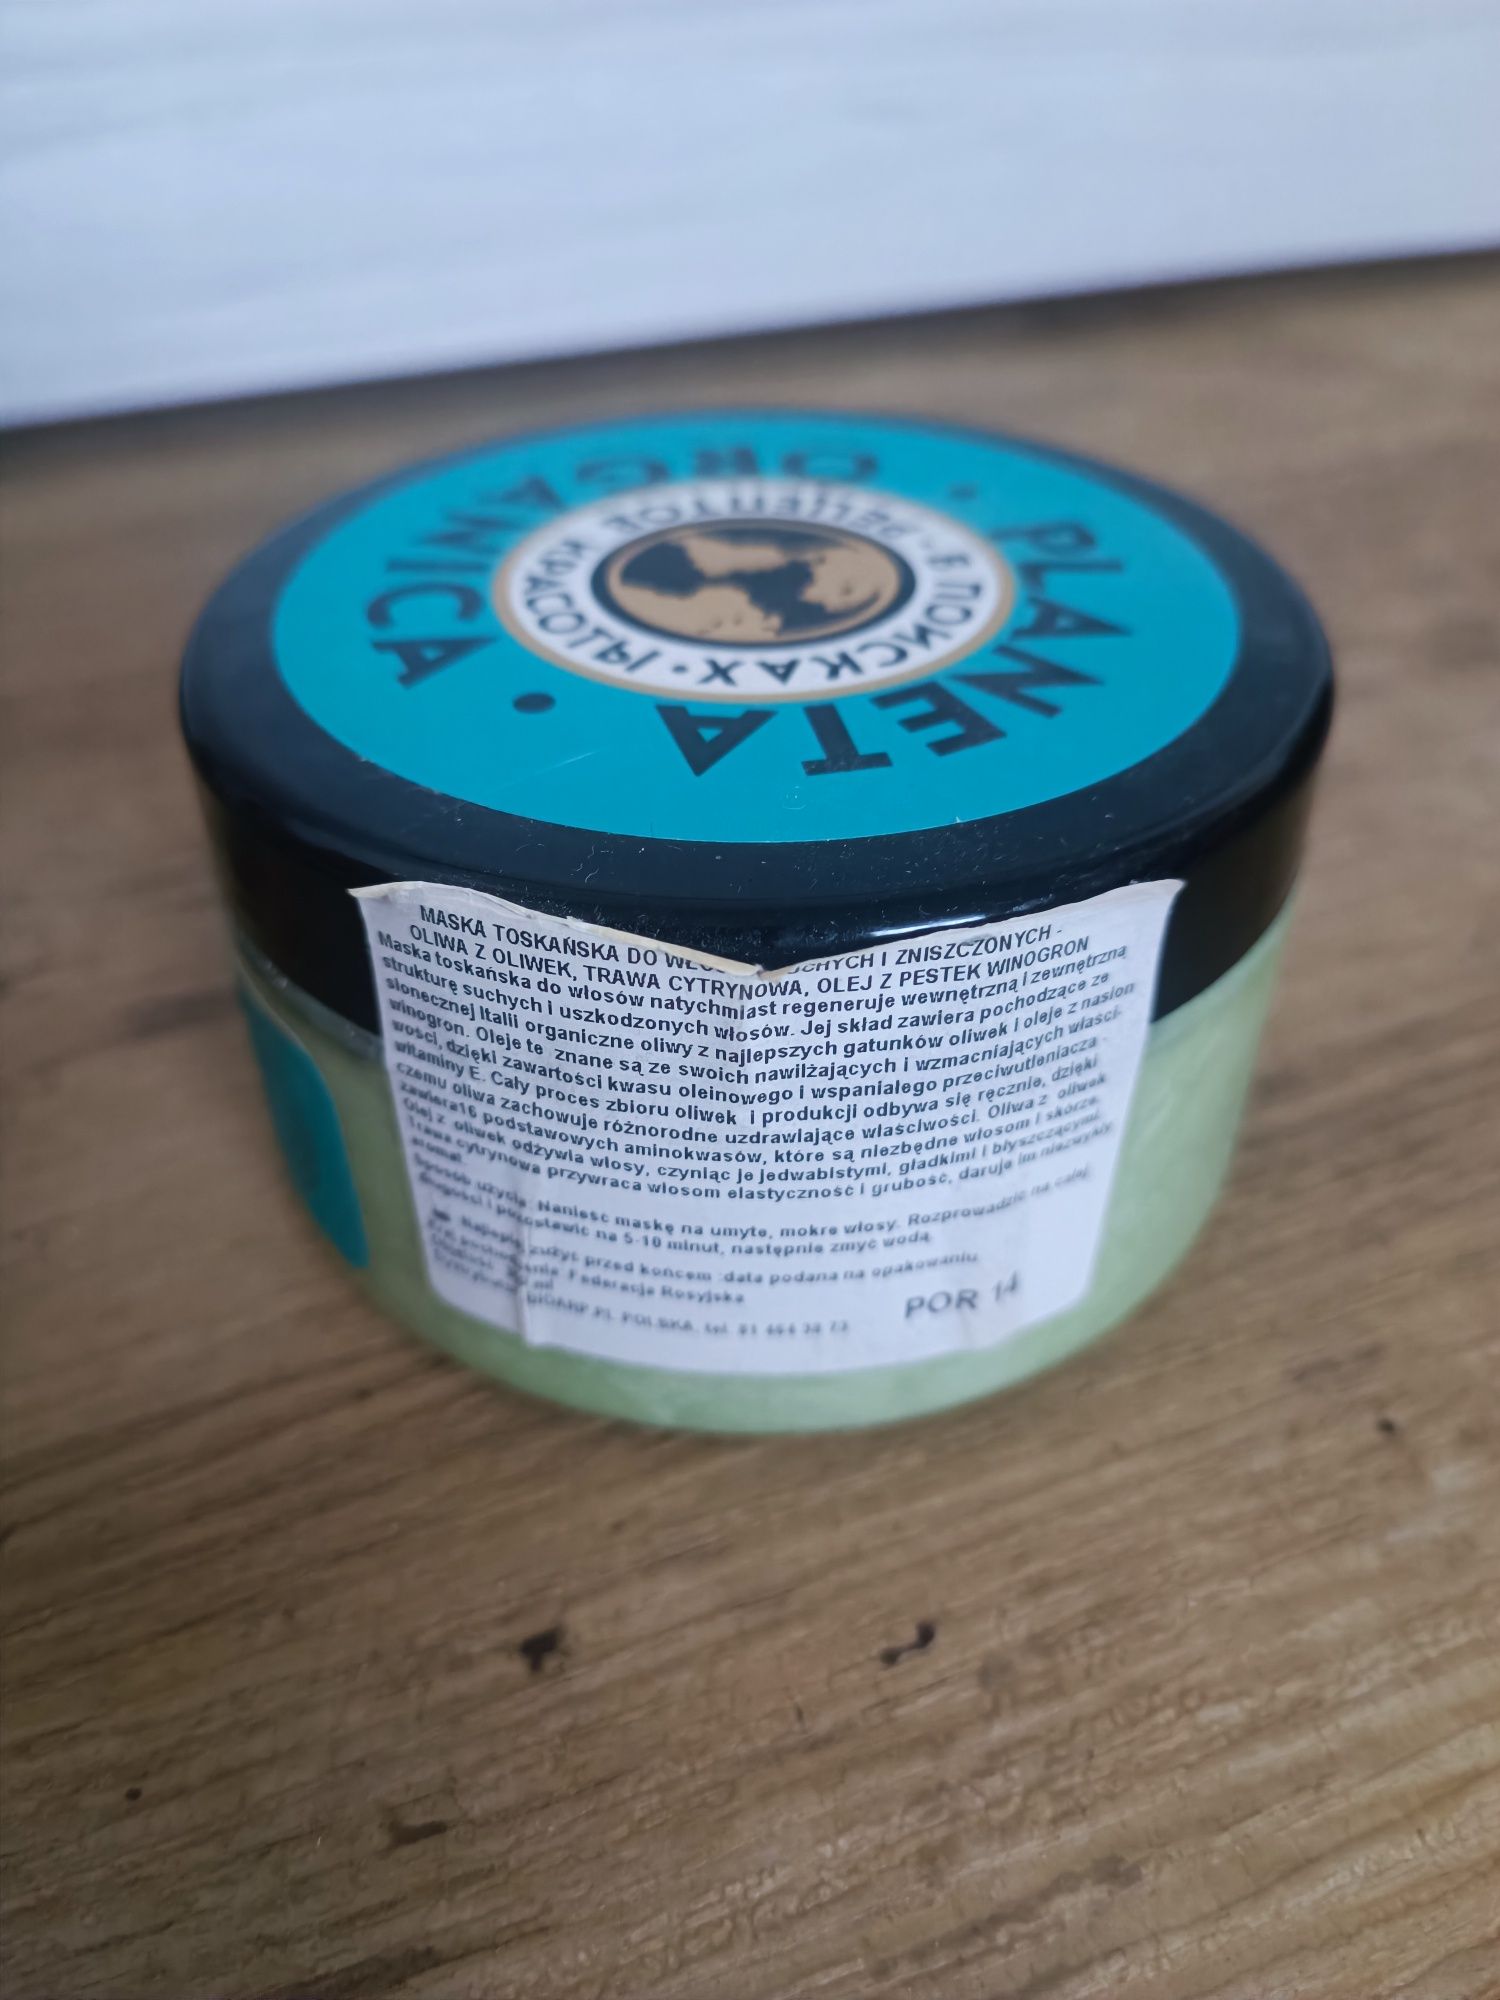 PLANETA • ORGANICA •
В ПОИСКАХ РЕЦЕПТОВ КРАСОТЫ
MASKA TOSKAŃSKA DO I ZNISZCZONYCH -
OLIWA Z OLIWEK, TRAWA CYTRYNOWA, OLEJ Z PESTEK WINOGRON
Maska toskańska do włosów natychmiast regeneruje wewnętrzną i zewnętrzną
strukturę suchych i uszkodzonych włosów. Jej skład zawiera pochodzące ze
słonecznej Italii organiczne oliwy z najlepszych gatunków oliwek i oleje z nasion
winogron. Oleje te znane są ze swoich nawilżających i wzmacniających właści-
wości, dzięki zawartości kwasu oleinowego i wspaniałego przeciwutleniacza -
witaminy E. Cały proces zbioru oliwek i produkcji odbywa się ręcznie, dzięki
czemu oliwa zachowuje różnorodne uzdrawiające właściwości. Oliwa z oliwek
zawiera16 podstawowych aminokwasów, które są niezbędne włosom i skórze.
Olej z oliwek odżywia włosy, czyniąc je jedwabistymi, gładkimi i błyszczącymi.
Trawa cytrynowa przywraca włosom elastyczność i grubość, daruje im niezwykły
aromat.
Sposób użycia: Nanieść maskę na umyte, mokre włosy. Rozprowadzić na całej
długości i pozostawić na 5-10 minut, następnie zmyć wodą.
Najlepiej zużyć przed końcem :data podana na opakowaniu
Federacja Rosyjska
ml
POLSKA, tel.
POR 14